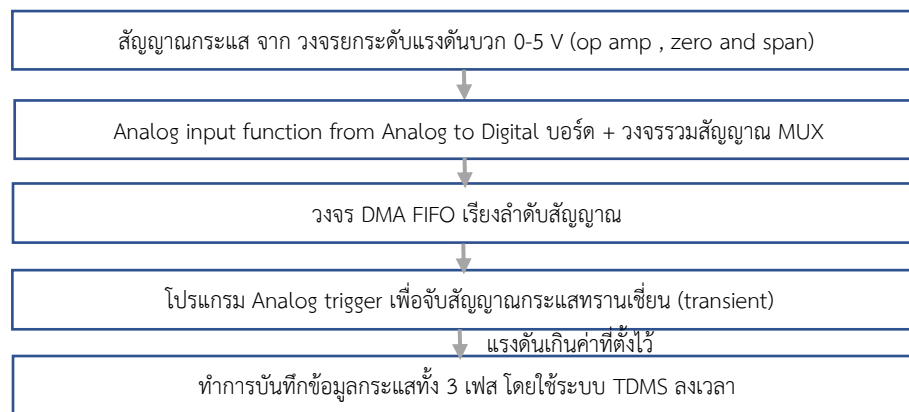 สัญญาณกระแส จาก วงจรยกระดับแรงดันบวก 0-5 V (op amp , zero and span)
Analog input function from Analog to Digital บอร์ด + วงจรรวมสัญญาณ MUX
วงจร DMA FIFO เรียงลำดับสัญญาณ
โปรแกรม Analog trigger เพื่อจับสัญญาณกระแสทรานเชี่ยน (transient)
แรงดันเกินค่าที่ตั้งไว้
ทำการบันทึกข้อมูลกระแสทั้ง 3 เฟส โดยใช้ระบบ TDMS ลงเวลา